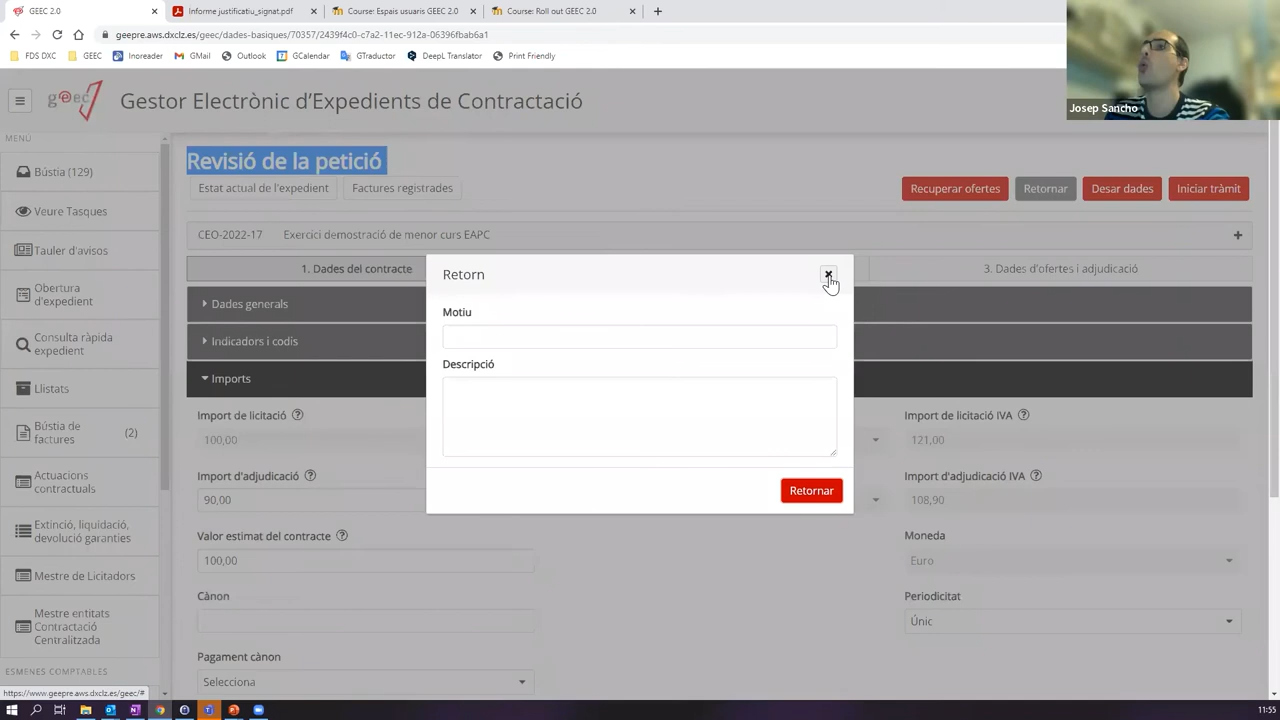 GEEC 2.0
Informe justificatiu_signat.pdf
Course: Espais usuaris GEEC 2.0
Course: Roll out GEEC 2.0
geepre.aws.dxclz.es/geec/dades-basiques/70357/2439f4c0-c7a2-11ec-912a-06396fbab6a1
FDS DXC
GEEC
Inoreader
GMail
Outlook
GCalendar
GTraductor
DeepL Translator
Print Friendly
Josep Sancho
geec
Gestor Electrònic d'Expedients de Contractació
MENÚ
Bústia (129)
Veure Tasques
Tauler d'avisos
Obertura
d'expedient
Consulta ràpida
expedient
Llistats
Bústia de
factures
(2)
Actuacions
contractuals
Extinció, liquidació,
devolució garanties
Mestre de Licitadors
Mestre entitats
Contractació
Centralitzada
ESMENES COMPTABLES
https://www.geepre.aws.dxclz.es/geec/#
Revisió de la petició
Estat actual de l'expedient
Factures registrades
Recuperar ofertes
Retornar
Desar dades
Iniciar tràmit
CEO-2022-17 Exercici demostració de menor curs EAPC
1. Dades del contracte
3. Dades d'ofertes i adjudicació
Dades generals
Indicadors i codis
Imports
Import de licitació
100,00
Import de licitació IVA
121,00
Import d'adjudicació
90,00
Import d'adjudicació IVA
108,90
Valor estimat del contracte
100,00
Moneda
Euro
Cànon
Periodicitat
Únic
Pagament cànon
Selecciona
Retorn
Motiu
Descripció
Retornar
11:55